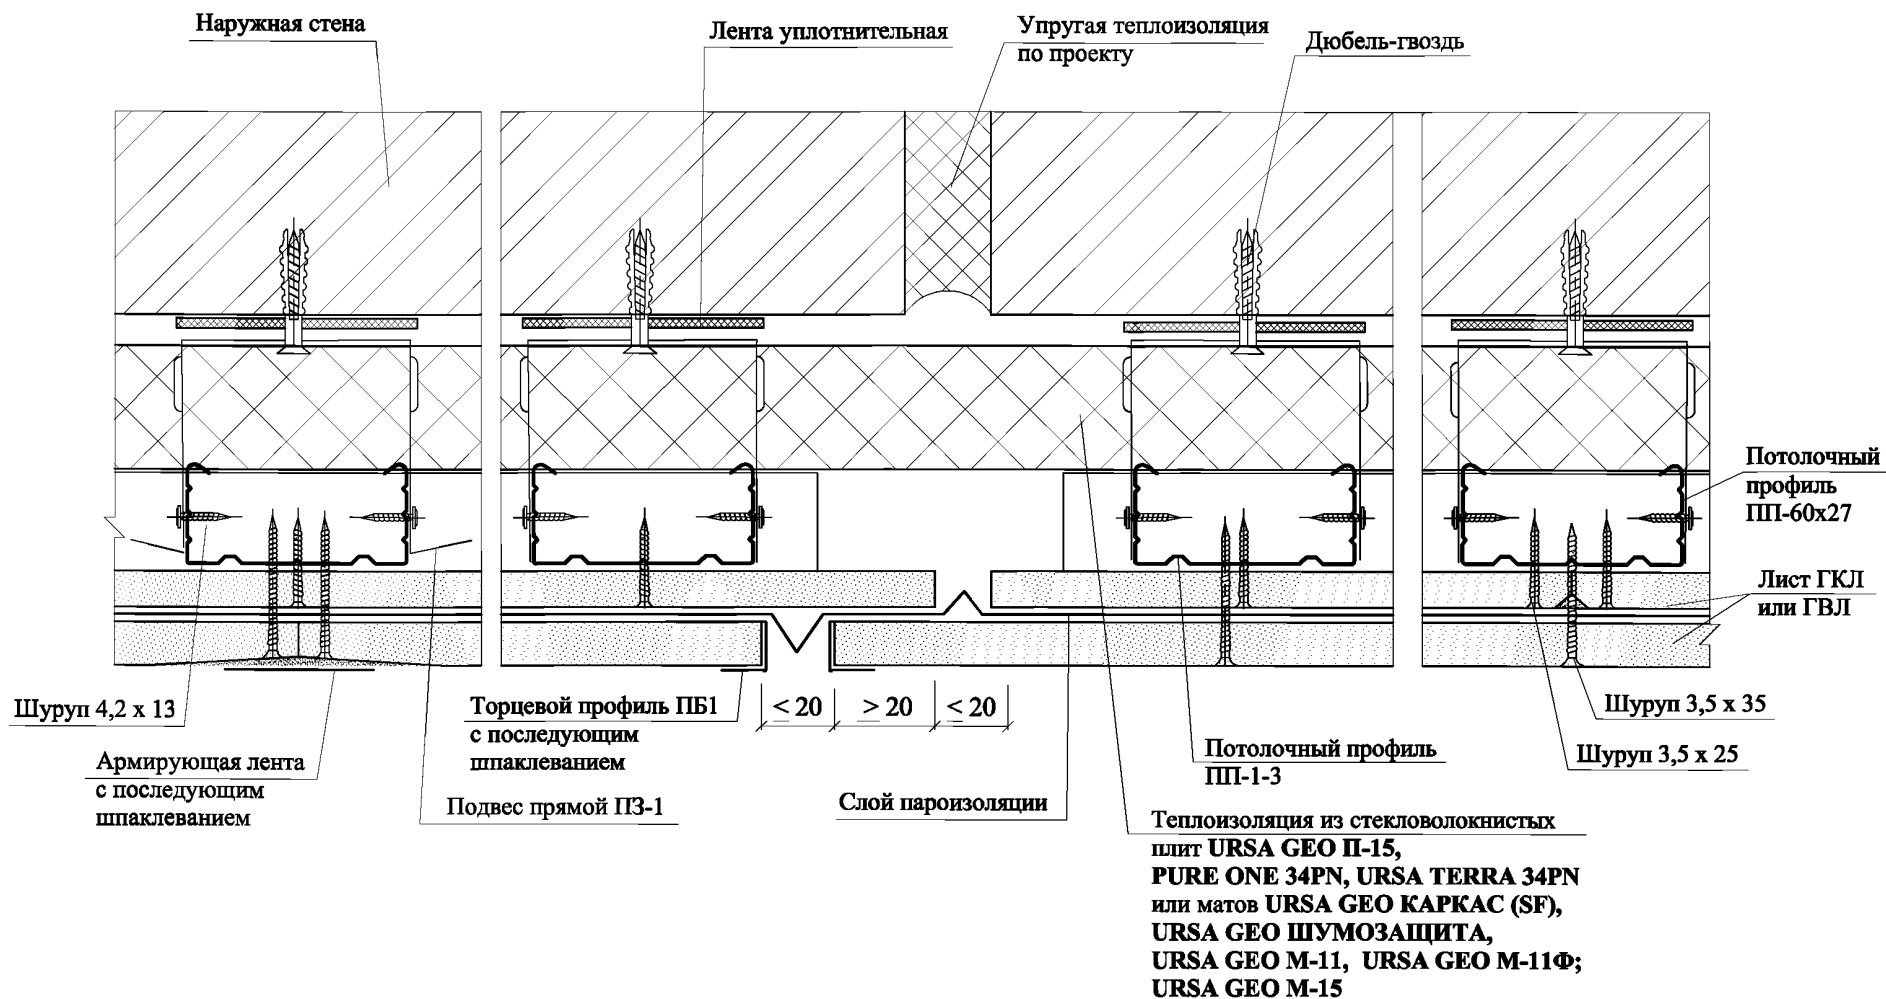 Наружная стена
Лента уплотнительная
Упругая теплоизоляция
по проекту
Дюбель-гвоздь
Потолочный
профиль
ПП-60х27
Лист ГКЛ
или ГВЛ
Шуруп 4,2 х 13
Армирующая лента
с последующим
шпаклеванием
Подвес прямой ПЗ-1
Торцевой профиль ПБ1
с последующим
шпаклеванием
< 20
> 20
< 20
Слой пароизоляции
Потолочный профиль
ПП-1-3
Шуруп 3,5 х 35
Шуруп 3,5 х 25
Теплоизоляция из стекловолокнистых
плит URSA GEO П-15,
PURE ONE 34PN, URSA TERRA 34PN
или матов URSA GEO КАРКАС (SF),
URSA GEO ШУМОЗАЩИТА,
URSA GEO М-11, URSA GEO М-11Ф;
URSA GEO М-15